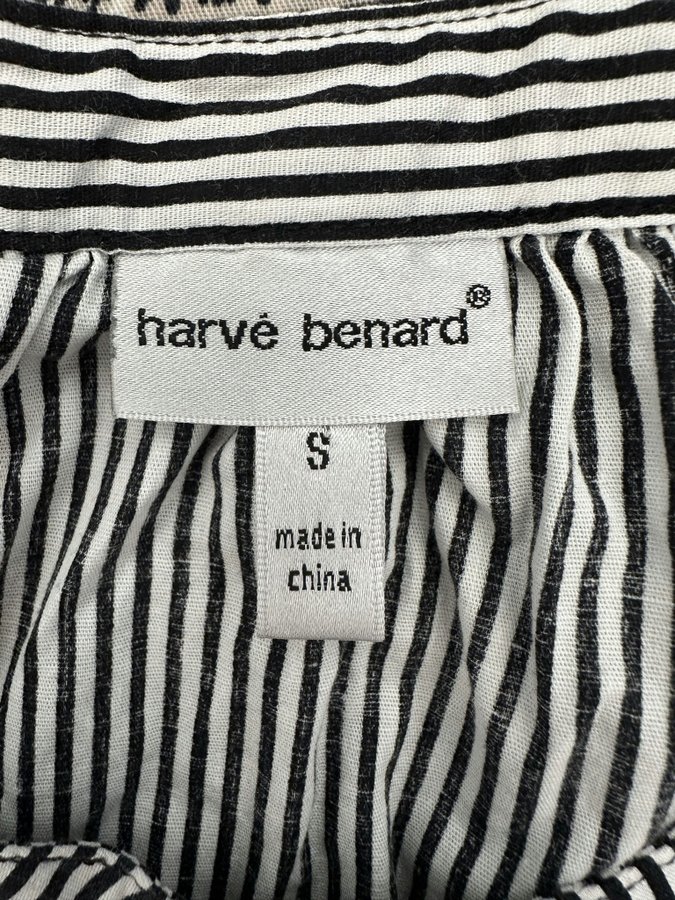 harvé benard®
S
made in
china